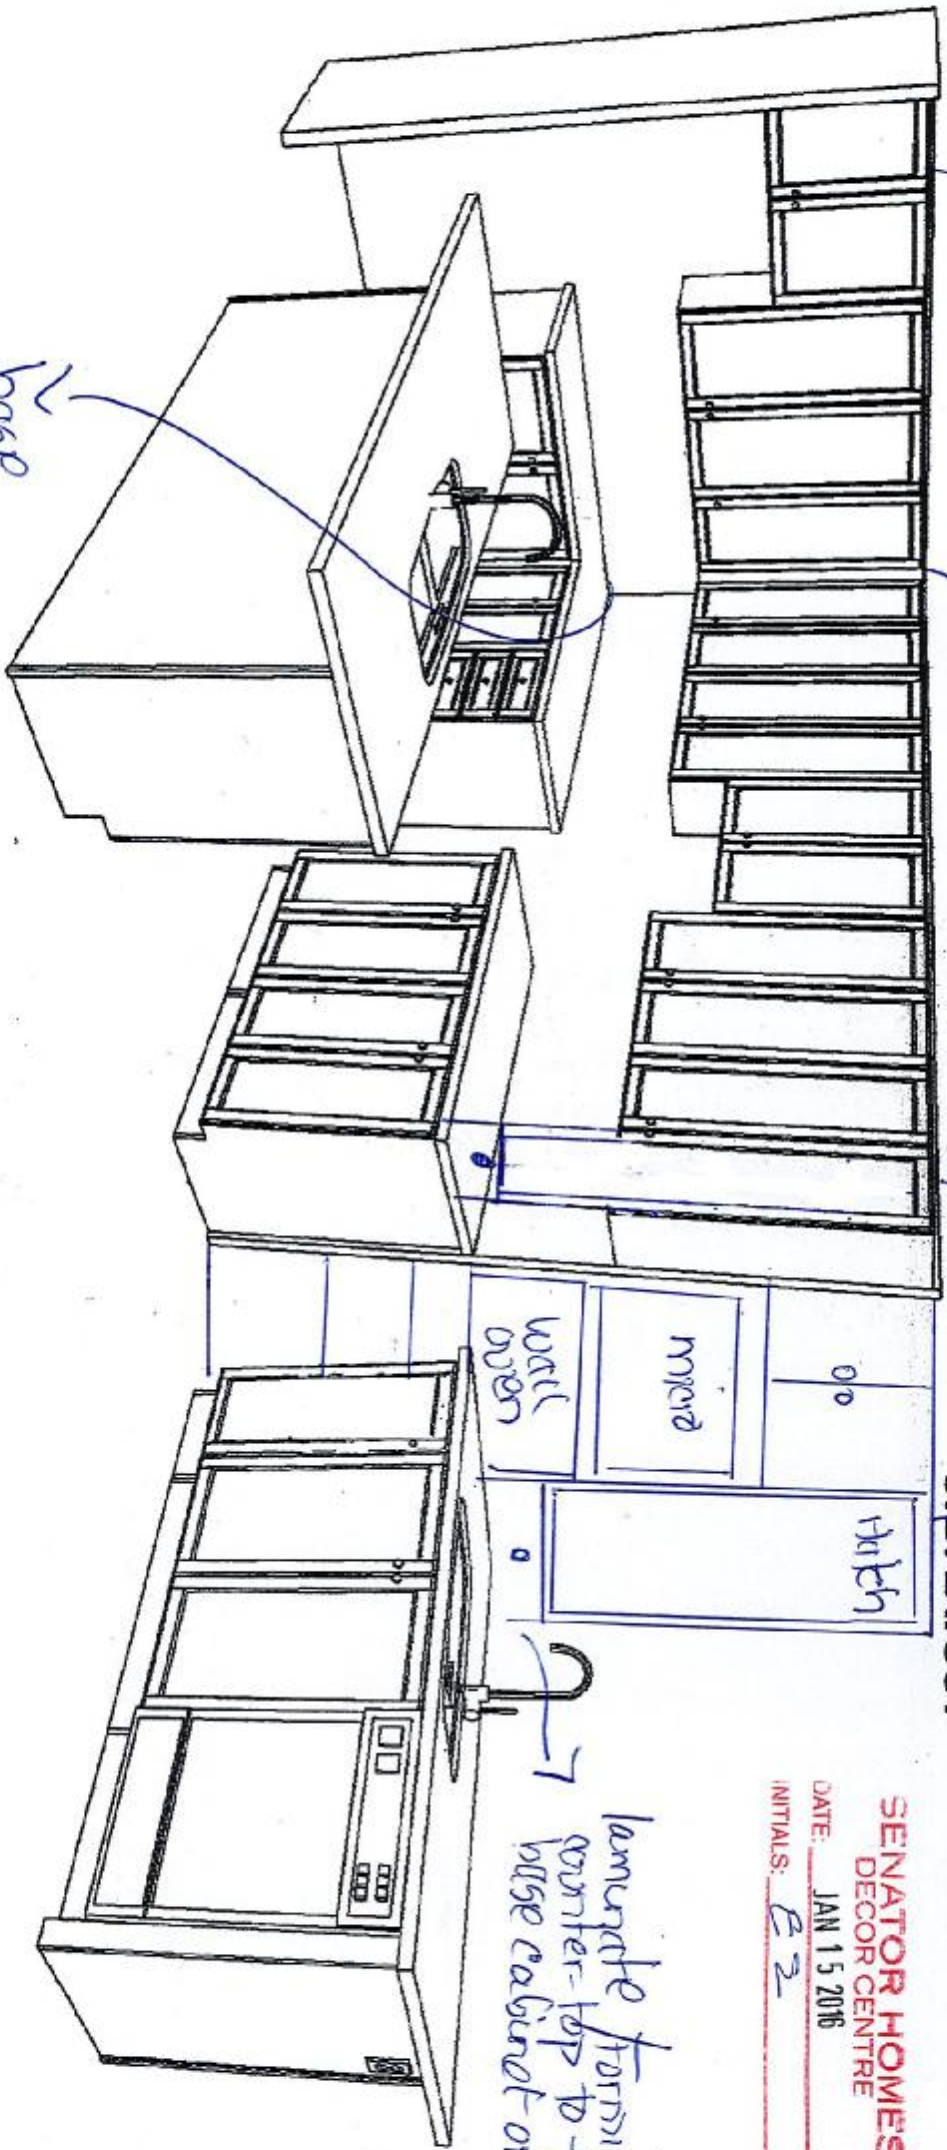 SENATOR HOMES
DECOR CENTRE
DATE: JAN 15 2016
INITIALS:
Hutch
micro
wall
oven
laminate
counter-top to
base cabinet
base